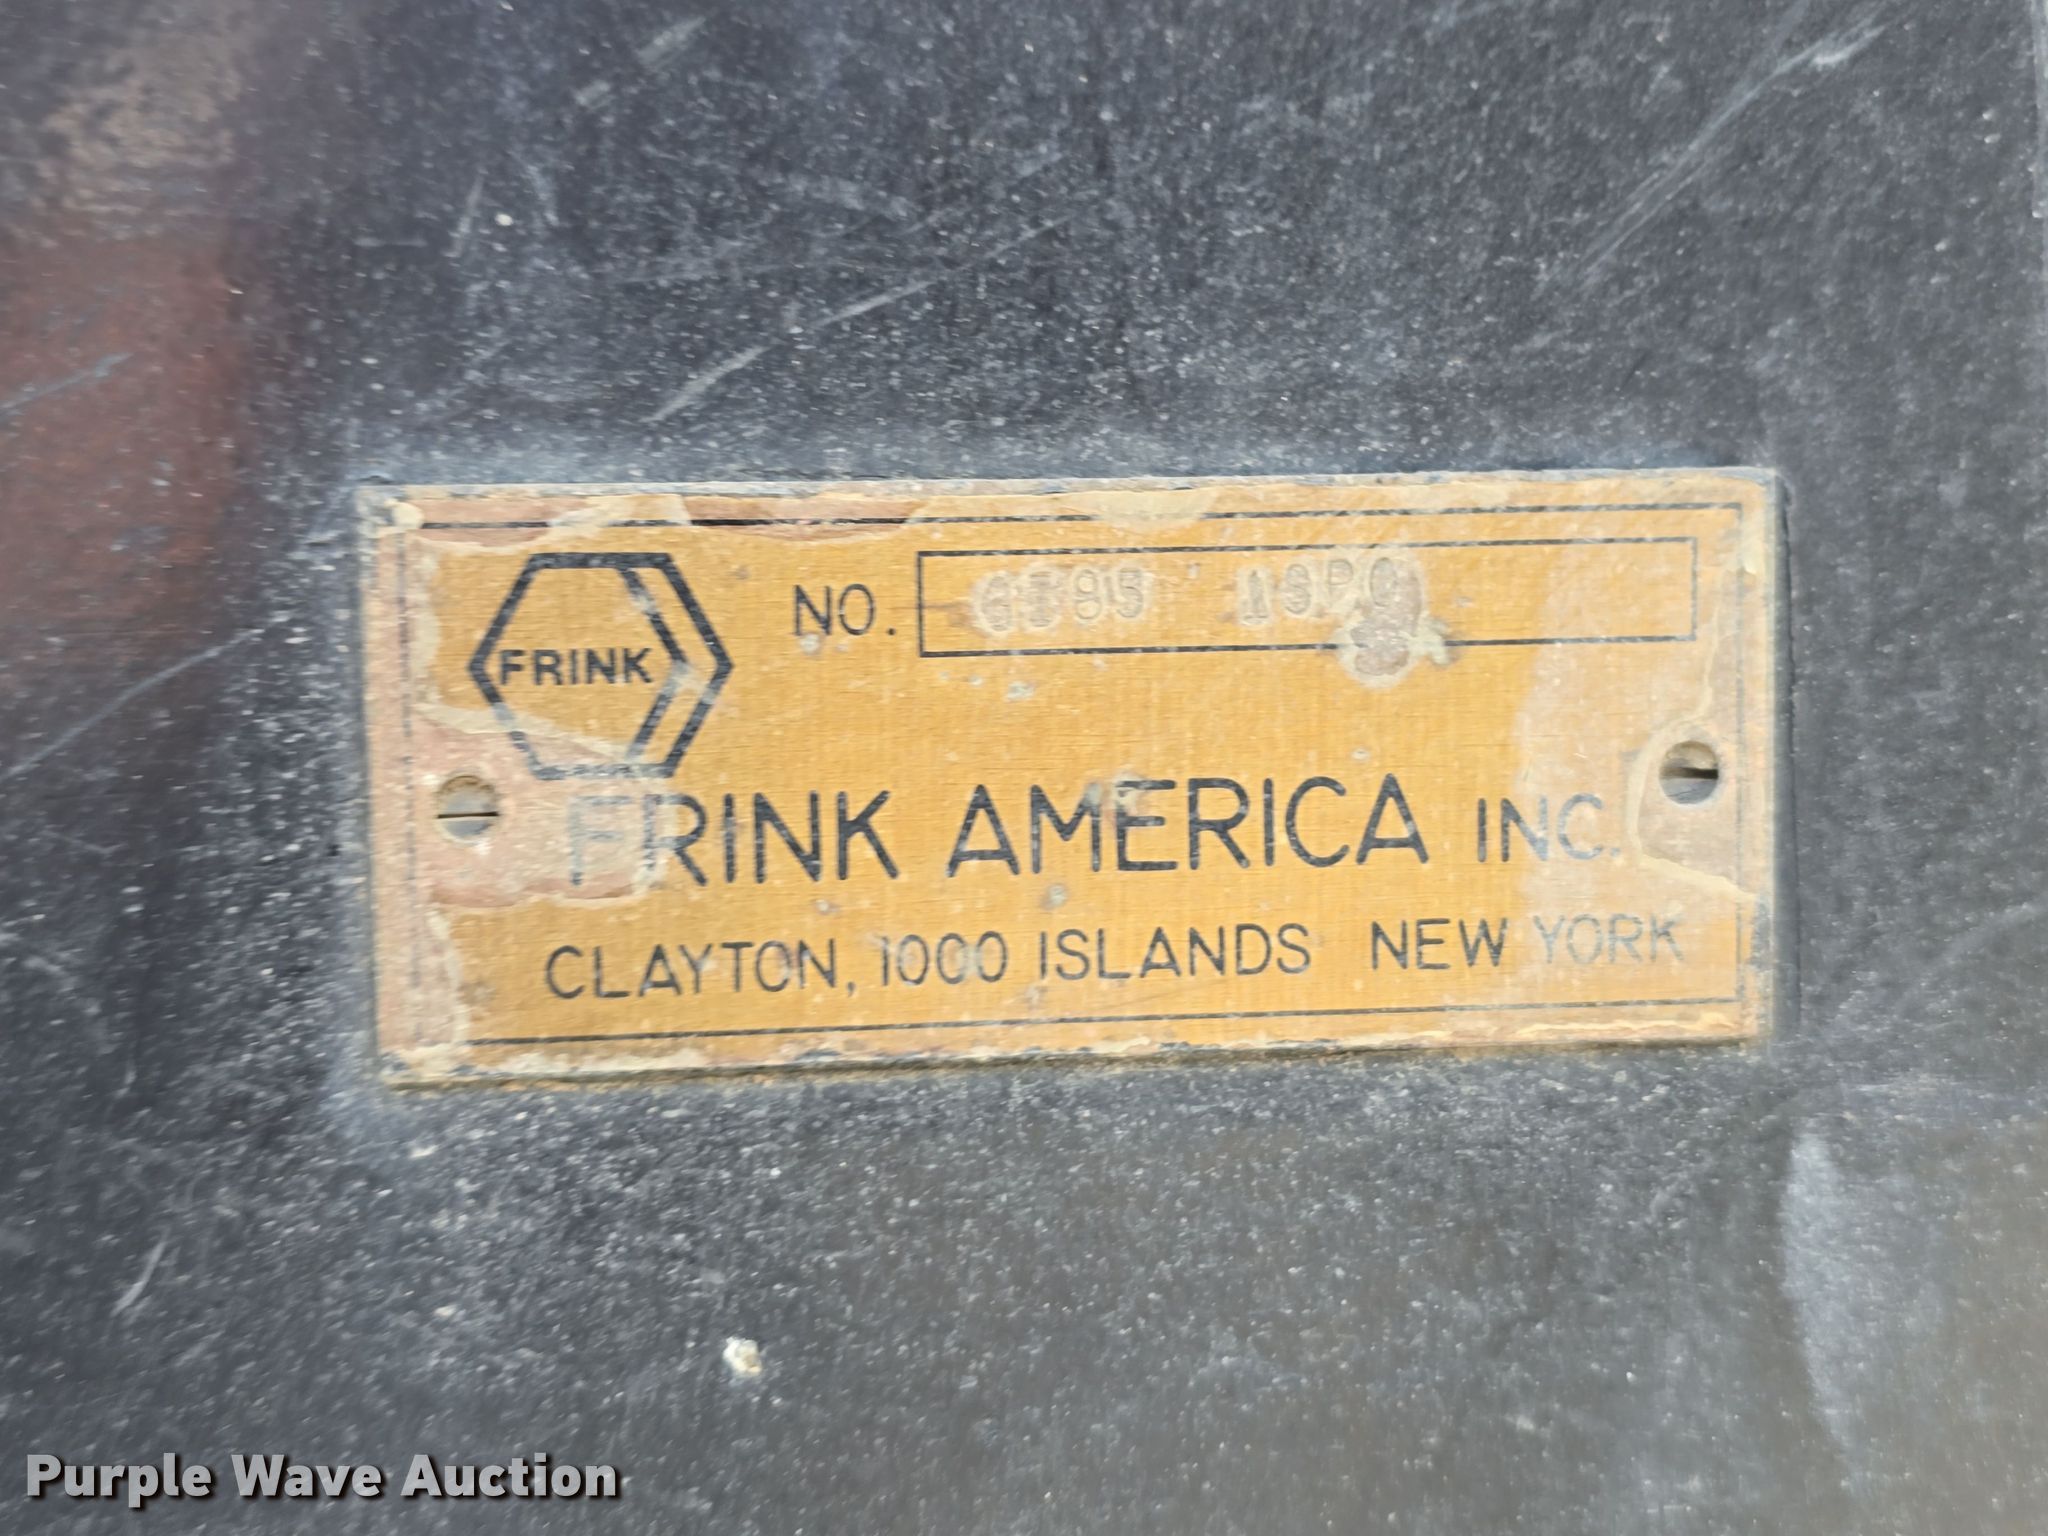 FRINK
NO.
FRINK AMERICA INC.
CLAYTON, 1000 ISLANDS NEW YORK
Purple Wave Auction